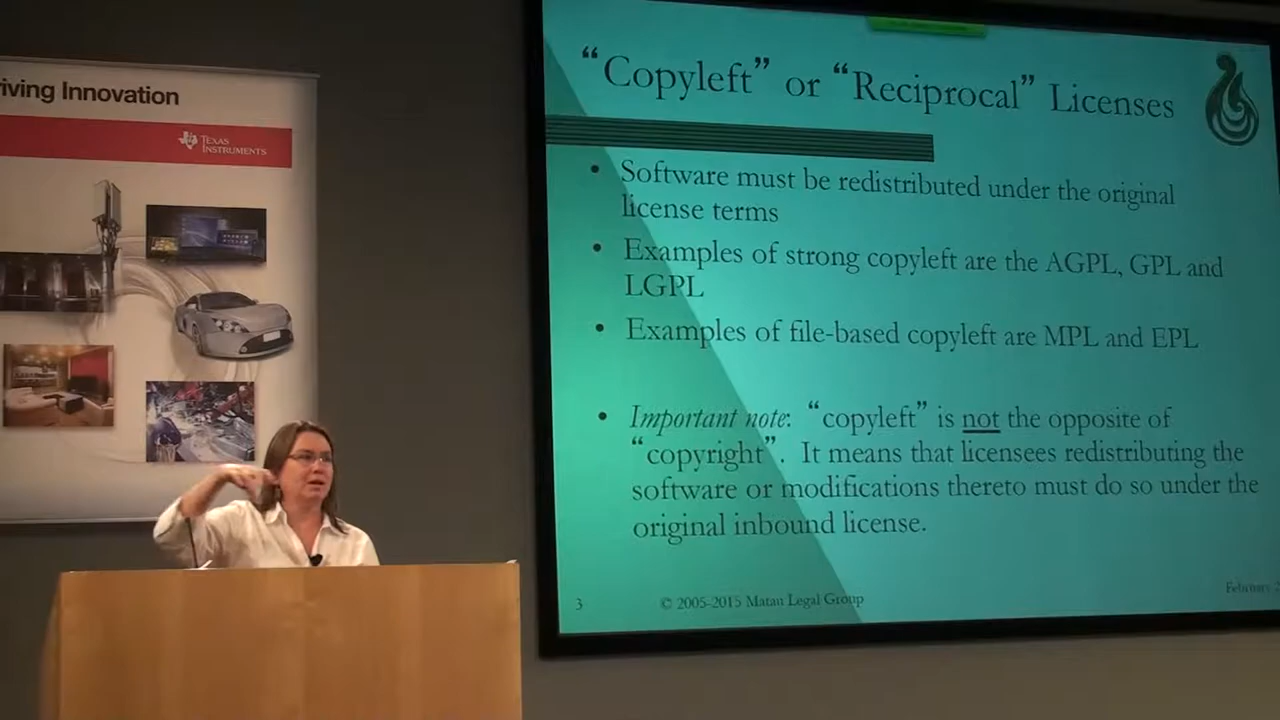 riving Innovation
TEXAS
INSTRUMENTS
“Copyleft” or “Reciprocal” Licenses
• Software must be redistributed under the original
license terms
• Examples of strong copyleft are the AGPL, GPL and
LGPL
• Examples of file-based copyleft are MPL and EPL
• Important note: “copyleft” is not the opposite of
“copyright”. It means that licensees redistributing the
software or modifications thereto must do so under the
original inbound license.
3
© 2005-2015 Matau Legal Group
February